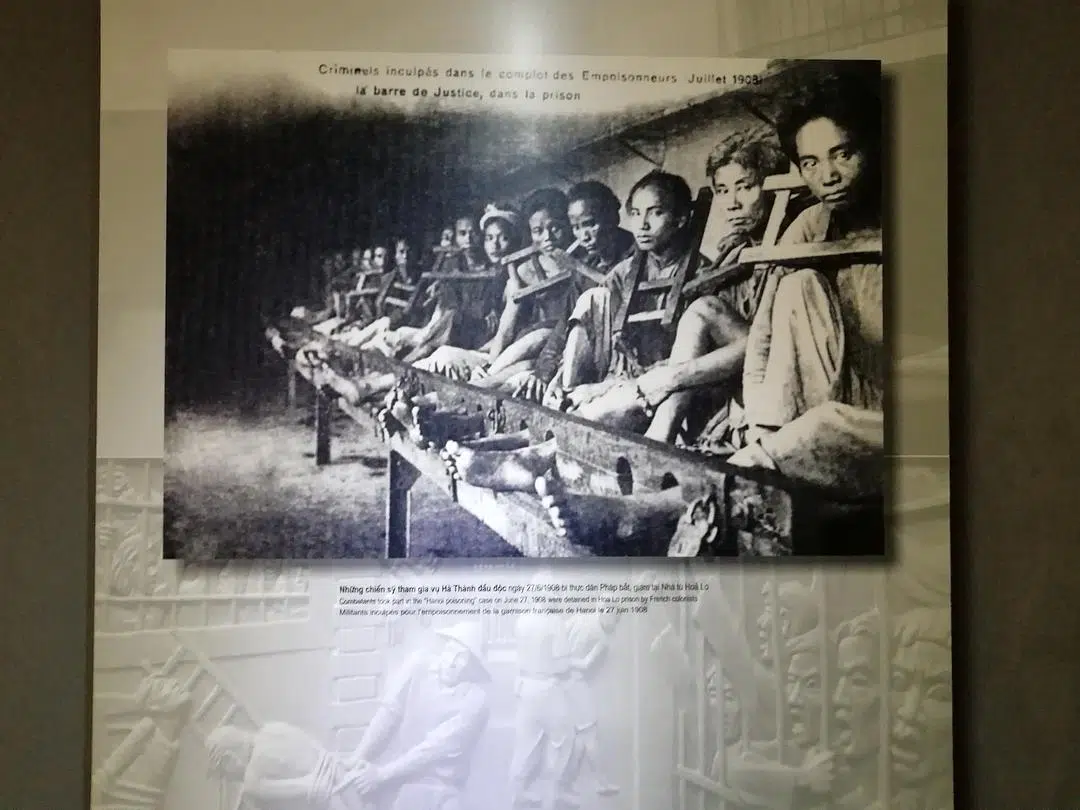 Criminels inculpés dans le complot des Empoisonneurs Juillet 1908
la barre de Justice, dans la prison
Những chiến sỹ tham gia vụ Hà Thành đầu độc ngày 27/6/1908 bị thực dân Pháp bắt, giam tại Nhà tù Hoả Lò
Combatants took part in the "Hanoi poisoning" case on June 27, 1908 were detained in Hoa Lo prison by French colonists
Militants inculpés pour l'empoisonnement de la garnison française de Hanoi le 27 juin 1908